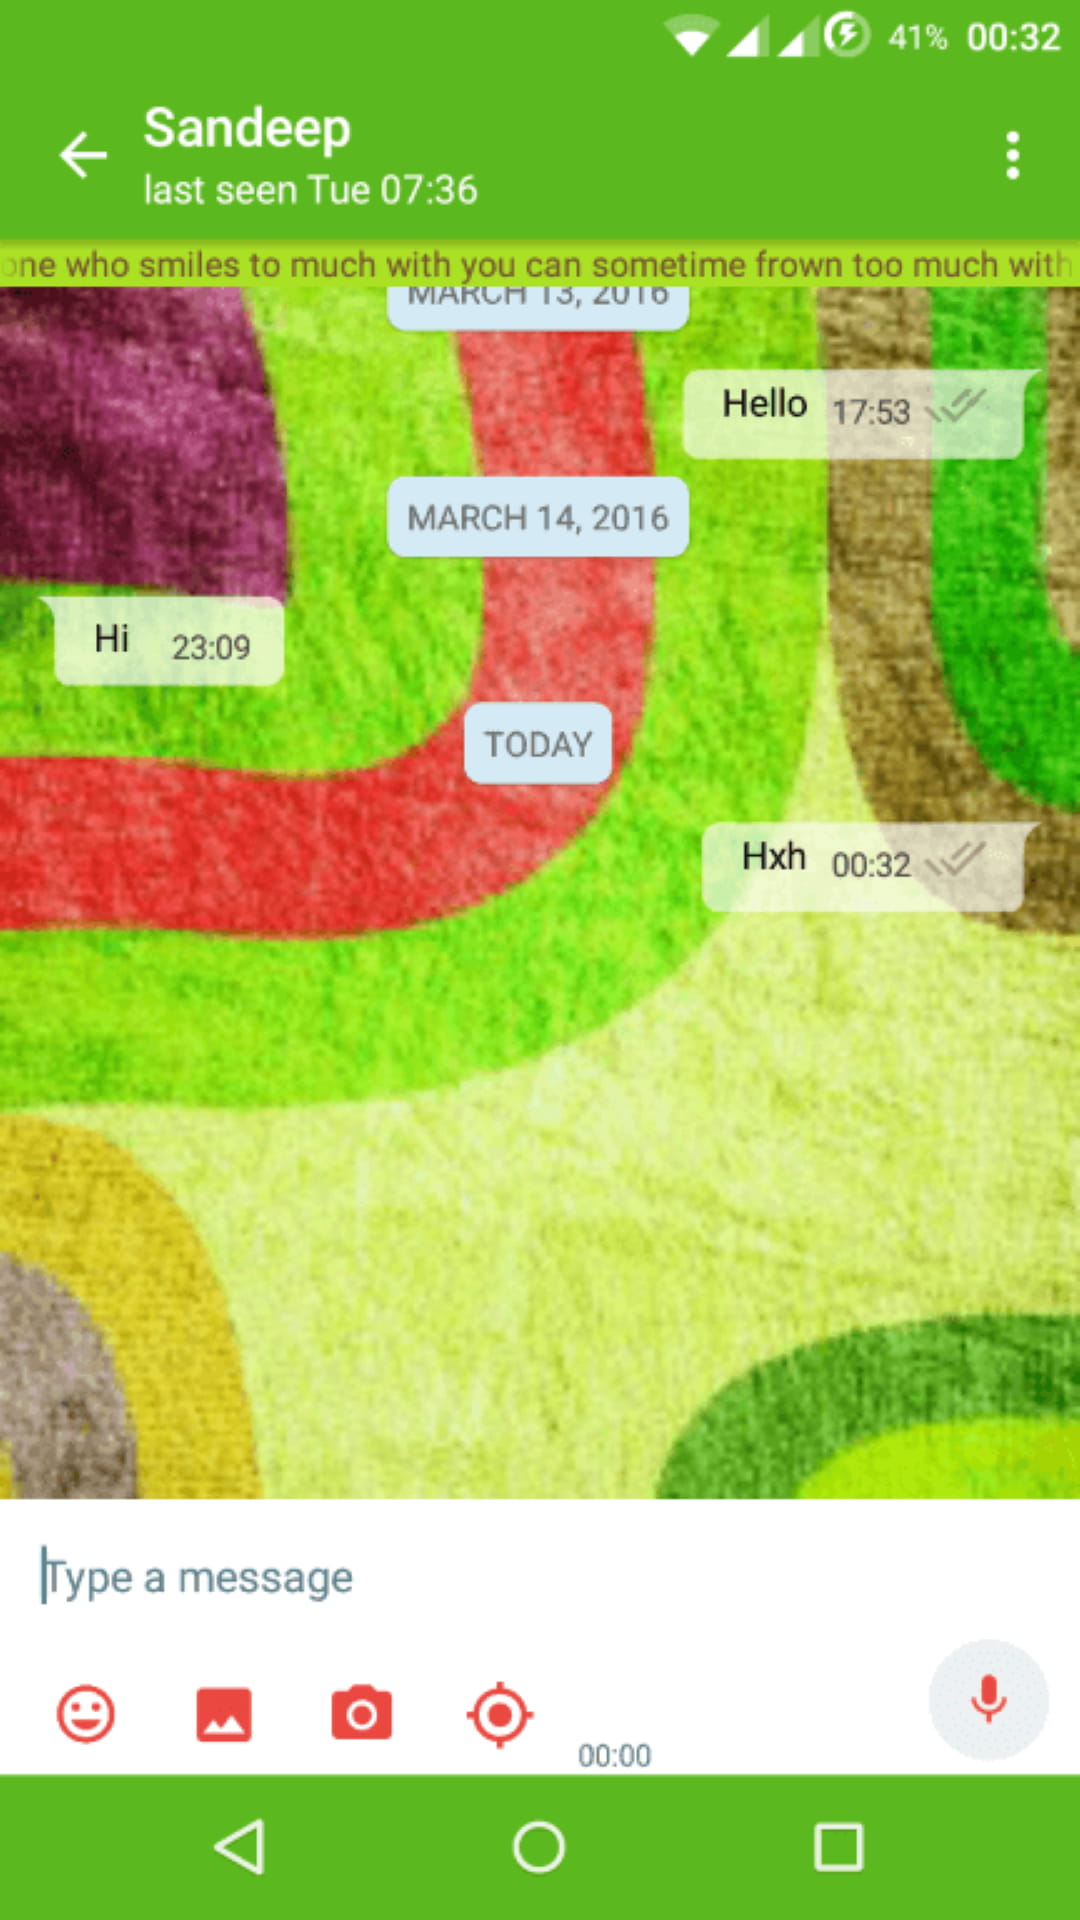 41% 00:32
Sandeep
last seen Tue 07:36
one who smiles to much with you can sometime frown too much with
MARCH 13, 2016
Hello 17:53
MARCH 14, 2016
Hi 23:09
TODAY
Hxh 00:32
Type a message
00:00